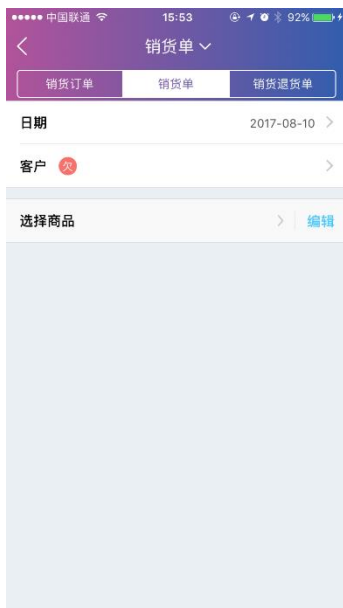 中国联通 15:53 92%
销货单
销货订单 销货单 销货退货单
日期 2017-08-10
客户 欠
选择商品 编辑